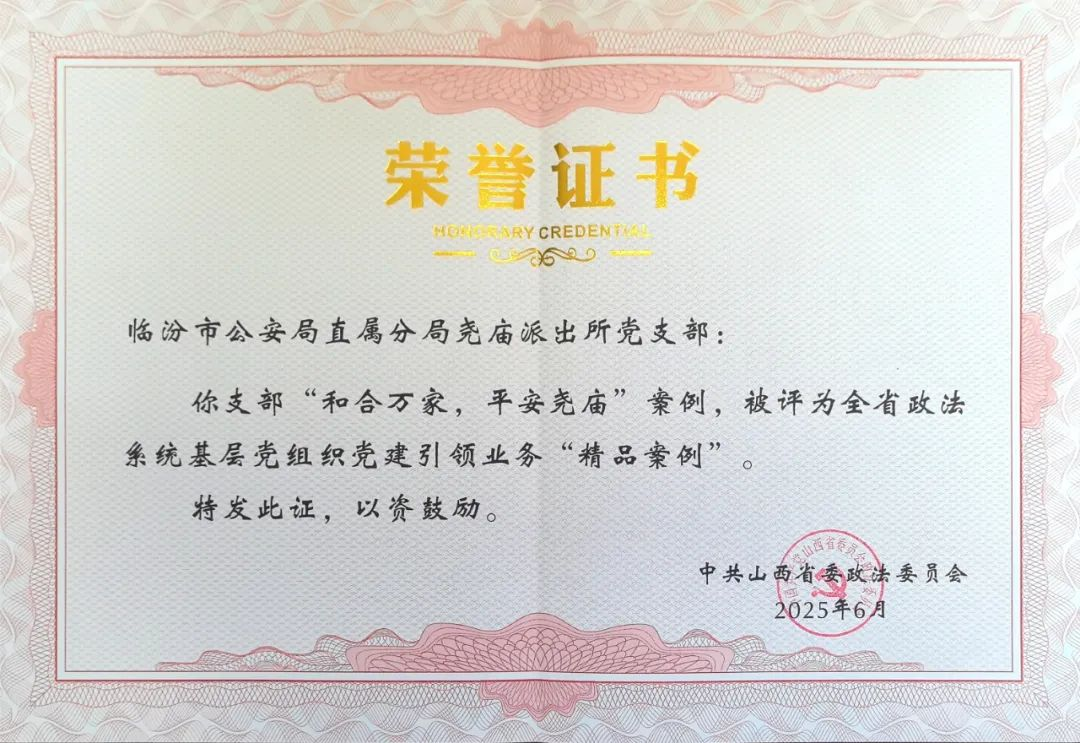 荣誉证书
HONORARY CREDENTIAL
临汾市公安局直属分局尧庙派出所党支部：
你支部“和合万家，平安尧庙”案例，被评为全省政法
系统基层党组织党建引领业务“精品案例”。
特发此证，以资鼓励。
中共山西省委政法委员会
2025年6月